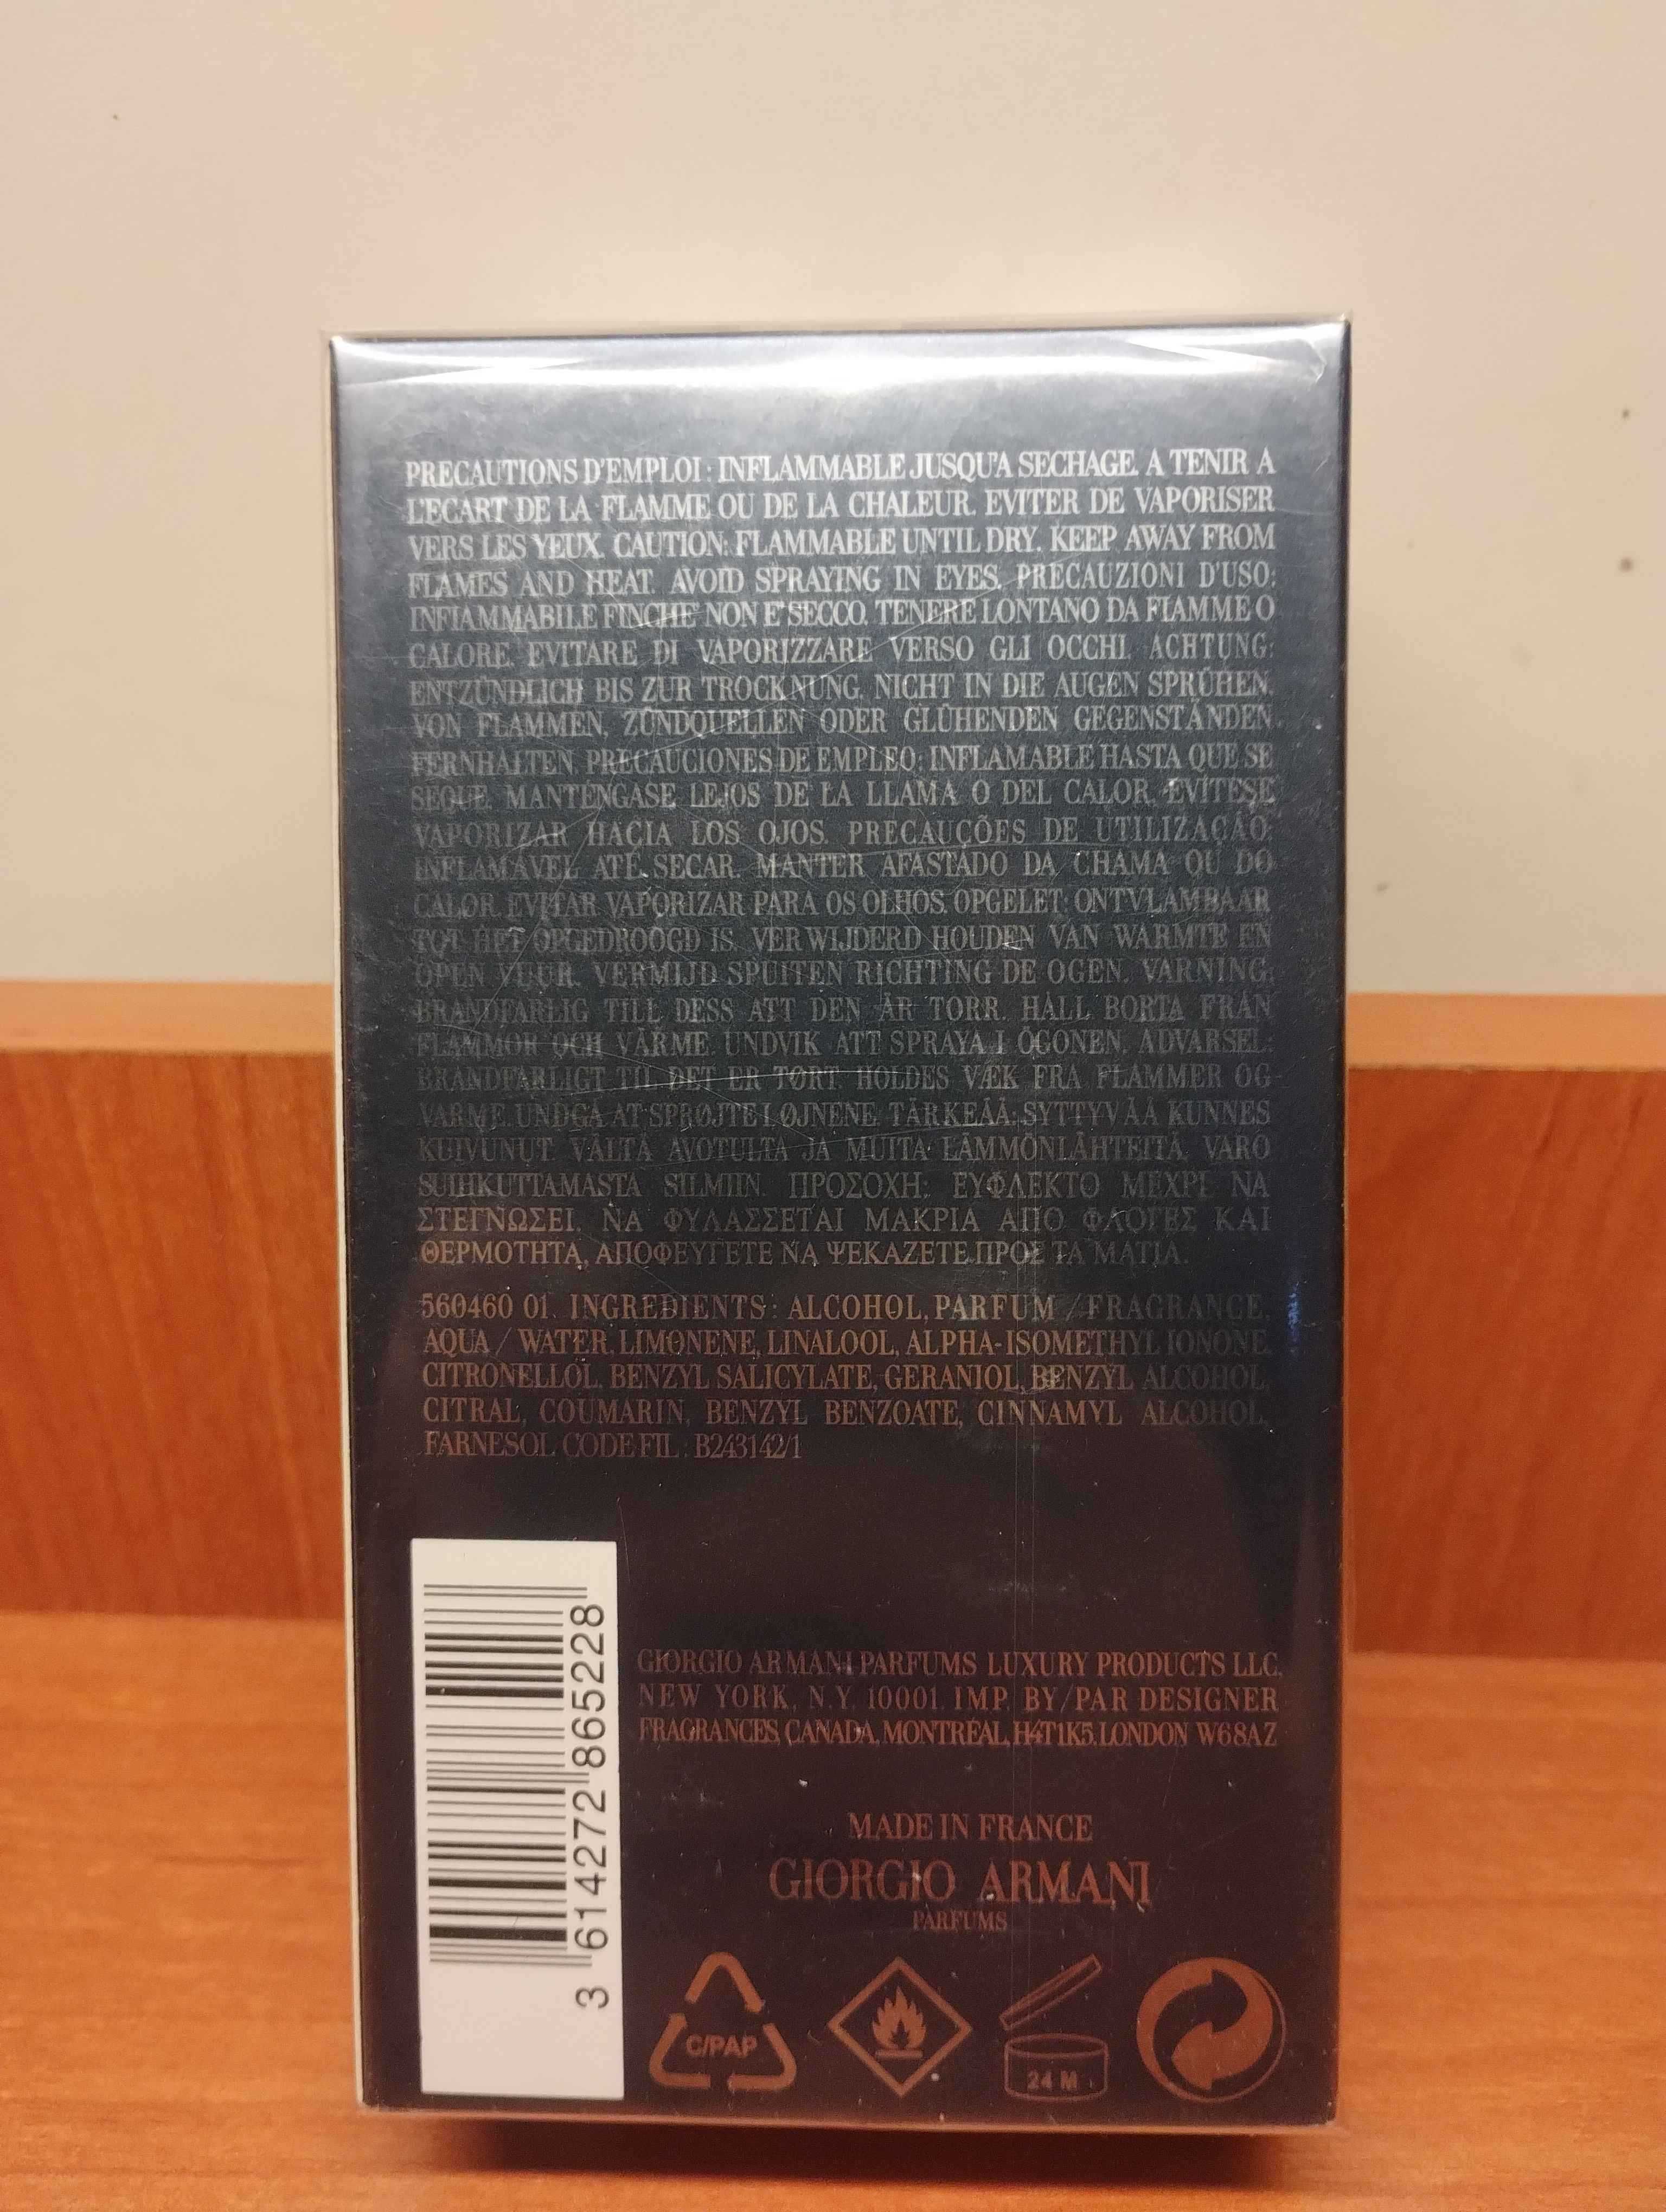 PRECAUTIONS D'EMPLOI : INFLAMMABLE JUSQU'A SECHAGE. A TENIR A
L'ECART DE LA FLAMME OU DE LA CHALEUR. EVITER DE VAPORISER
VERS LES YEUX. CAUTION: FLAMMABLE UNTIL DRY. KEEP AWAY FROM
FLAMES AND HEAT. AVOID SPRAYING IN EYES. PRECAUZIONI D'USO:
INFIAMMABILE FINCHE' NON E' SECCO. TENERE LONTANO DA FIAMME O
CALORE. EVITARE DI VAPORIZZARE VERSO GLI OCCHI. ACHTUNG:
ENTZÜNDLICH BIS ZUR TROCKNUNG. NICHT IN DIE AUGEN SPRÜHEN.
VON FLAMMEN, ZÜNDQUELLEN ODER GLÜHENDEN GEGENSTÄNDEN
FERNHALTEN. PRECAUCIONES DE EMPLEO: INFLAMABLE HASTA QUE SE
SEQUE. MANTÉNGASE LEJOS DE LA LLAMA O DEL CALOR. EVÍTESE
VAPORIZAR HACIA LOS OJOS. PRECAUÇÕES DE UTILIZAÇÃO:
INFLAMÁVEL ATÉ SECAR. MANTER AFASTADO DA CHAMA OU DO
CALOR. EVITAR VAPORIZAR PARA OS OLHOS. OPGELET: ONTVLAMBAAR
TOT HET OPGEDROOGD IS. VERWIJDERD HOUDEN VAN WARMTE EN
OPEN VUUR. VERMIJD SPUITEN RICHTING DE OGEN. VARNING:
BRANDFARLIG TILL DESS ATT DEN ÄR TORR. HÅLL BORTA FRÅN
FLAMMOR OCH VÄRME. UNDVIK ATT SPRAYA I ÖGONEN. ADVARSEL:
BRANDFARLIGT TIL DET ER TØRT. HOLDES VÆK FRA FLAMMER OG
VARME. UNDGÅ AT SPRØJTE I ØJNENE. TÄRKEÄÄ: SYTTYVÄÄ KUNNES
KUIVUNUT. VÄLTÄ AVOTULTA JA MUITA LÄMMÖNLÄHTEITÄ. VARO
SUIHKUTTAMASTA SILMIIN. ΠΡΟΣΟΧΗ: ΕΥΦΛΕΚΤΟ ΜΕΧΡΙ ΝΑ
ΣΤΕΓΝΩΣΕΙ. ΝΑ ΦΥΛΑΣΣΕΤΑΙ ΜΑΚΡΙΑ ΑΠΟ ΦΛΟΓΕΣ ΚΑΙ
ΘΕΡΜΟΤΗΤΑ, ΑΠΟΦΕΥΓΕΤΕ ΝΑ ΨΕΚΑΖΕΤΕ ΠΡΟΣ ΤΑ ΜΑΤΙΑ.
560460 01. INGREDIENTS : ALCOHOL, PARFUM / FRAGRANCE,
AQUA / WATER, LIMONENE, LINALOOL, ALPHA-ISOMETHYL IONONE,
CITRONELLOL, BENZYL SALICYLATE, GERANIOL, BENZYL ALCOHOL,
CITRAL, COUMARIN, BENZYL BENZOATE, CINNAMYL ALCOHOL,
FARNESOL. CODE FIL : B243142/1
3 614272 865228
GIORGIO ARMANI PARFUMS LUXURY PRODUCTS LLC,
NEW YORK, N.Y. 10001. IMP. BY/PAR DESIGNER
FRAGRANCES, CANADA, MONTRÉAL, H4T1K5. LONDON W68AZ
MADE IN FRANCE
GIORGIO ARMANI
PARFUMS
C/PAP
24 M